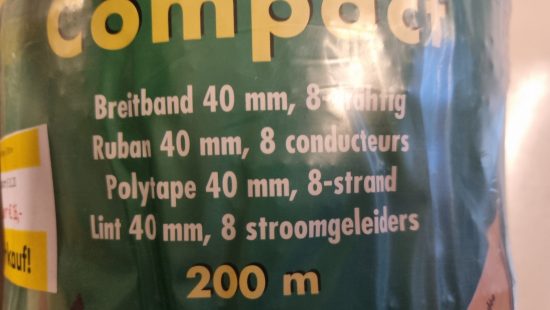 Compact
Breitband 40 mm, 8-drähtig
Ruban 40 mm, 8 conducteurs
Polytape 40 mm, 8-strand
Lint 40 mm, 8 stroomgeleiders
200 m
kauf!